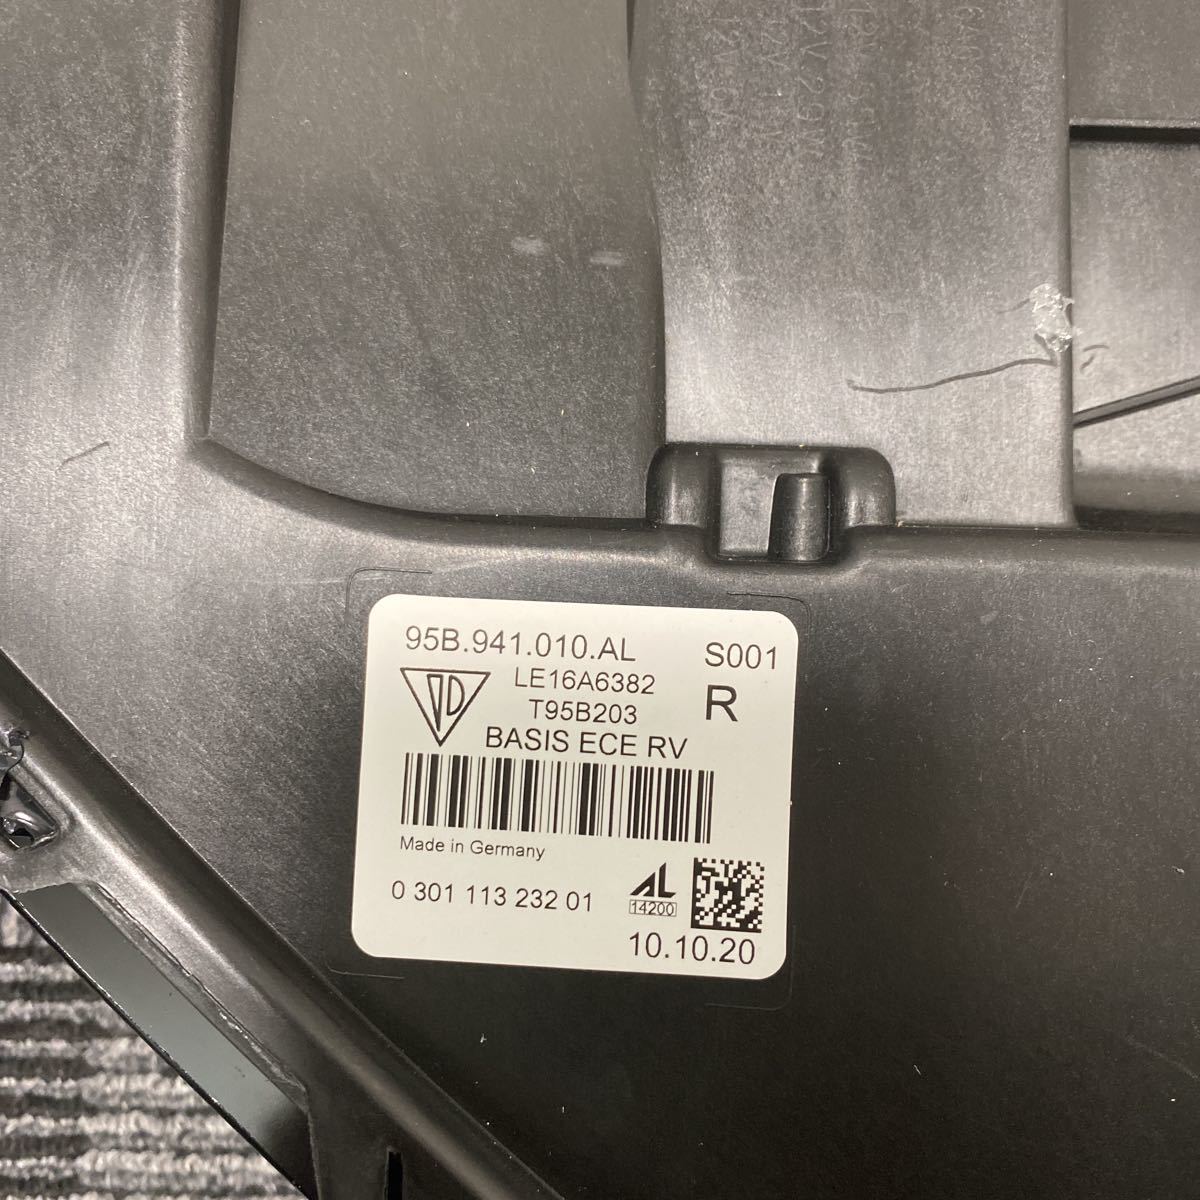 95B.941.010.AL S001
LE16A6382
T95B203 R
BASIS ECE RV
Made in Germany
0 301 113 232 01
AL
14200
10.10.20